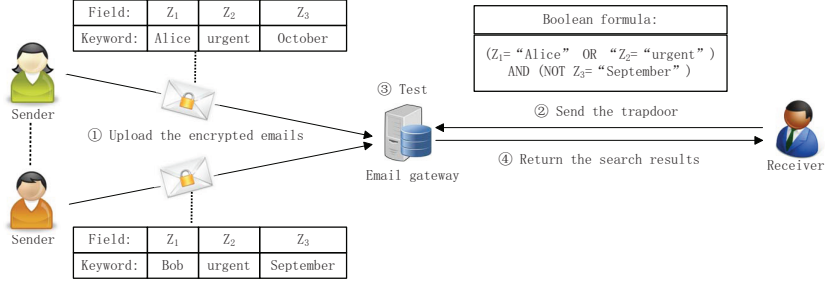 Field: Z₁ Z₂ Z₃
Keyword: Alice urgent October
Sender
① Upload the encrypted emails
Sender
Field: Z₁ Z₂ Z₃
Keyword: Bob urgent September
③ Test
Email gateway
Boolean formula:
(Z₁=“Alice” OR “Z₂=“urgent”)
AND (NOT Z₃=“September”)
② Send the trapdoor
④ Return the search results
Receiver